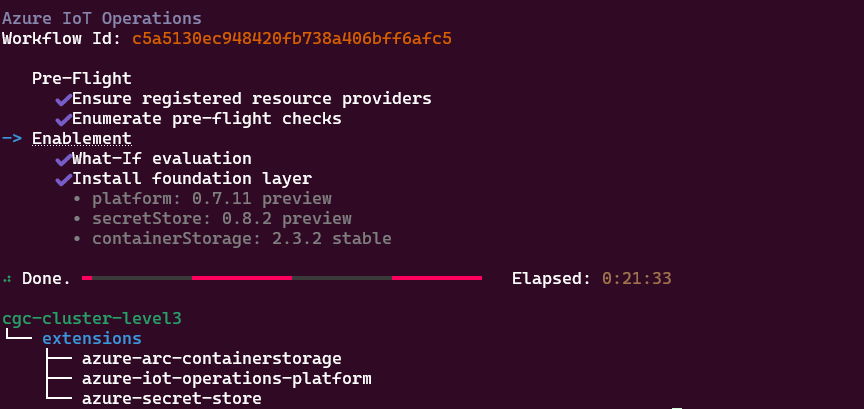 Azure IoT Operations
Workflow Id: c5a5130ec948420fb738a406bff6afc5
Pre-Flight
✔Ensure registered resource providers
✔Enumerate pre-flight checks
-> Enablement
✔What-If evaluation
✔Install foundation layer
• platform: 0.7.11 preview
• secretStore: 0.8.2 preview
• containerStorage: 2.3.2 stable
Done. Elapsed: 0:21:33
cgc-cluster-level3
└── extensions
├── azure-arc-containerstorage
├── azure-iot-operations-platform
└── azure-secret-store